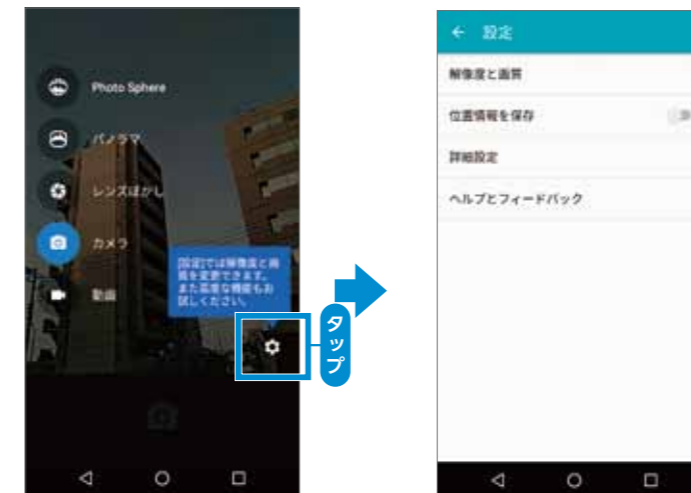 Photo Sphere
パノラマ
レンズぼかし
カメラ
動画
[設定]では解像度と画
質を変更できます。
また高度な機能もお
試しください。
タップ
設定
解像度と画質
位置情報を保存
詳細設定
ヘルプとフィードバック